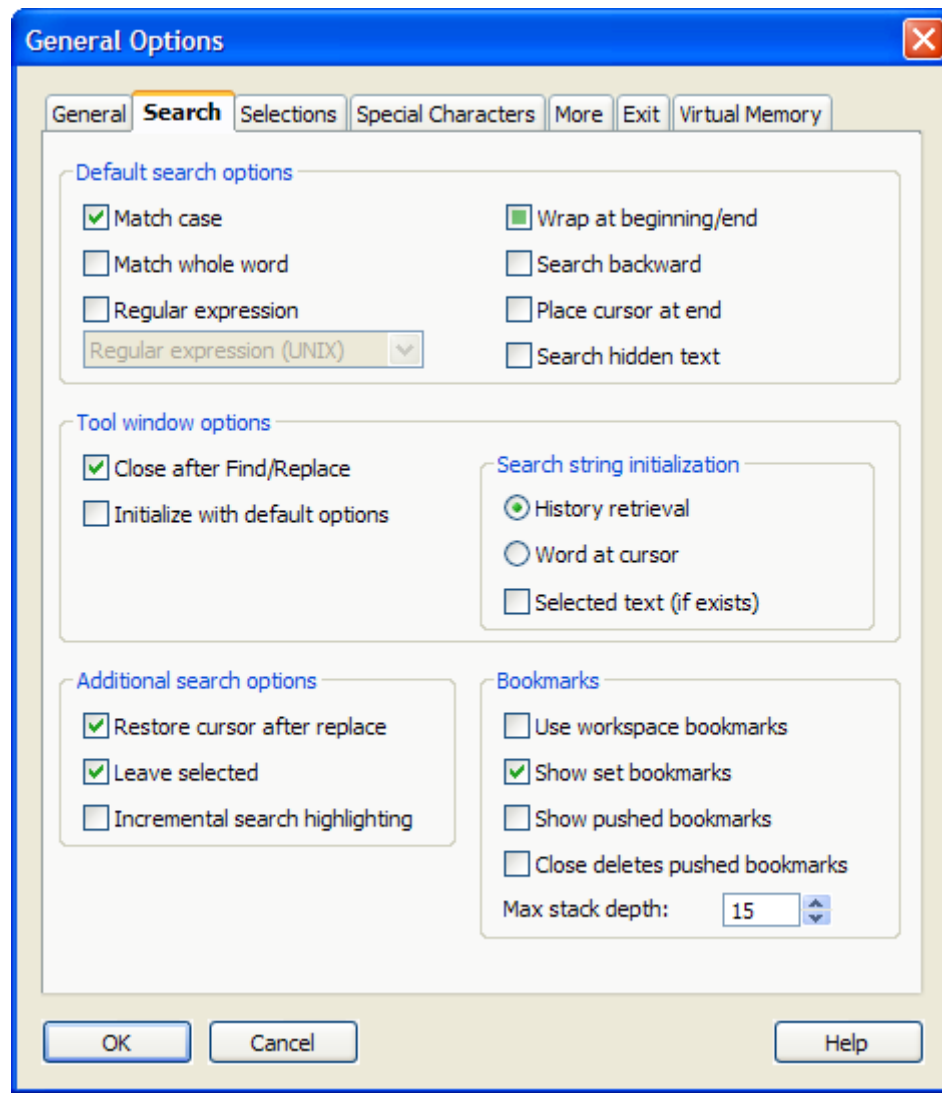 General Options
General Search Selections Special Characters More Exit Virtual Memory
Default search options
Match case
Match whole word
Regular expression
Regular expression (UNIX)
Wrap at beginning/end
Search backward
Place cursor at end
Search hidden text
Tool window options
Close after Find/Replace
Initialize with default options
Search string initialization
History retrieval
Word at cursor
Selected text (if exists)
Additional search options
Restore cursor after replace
Leave selected
Incremental search highlighting
Bookmarks
Use workspace bookmarks
Show set bookmarks
Show pushed bookmarks
Close deletes pushed bookmarks
Max stack depth: 15
OK Cancel Help